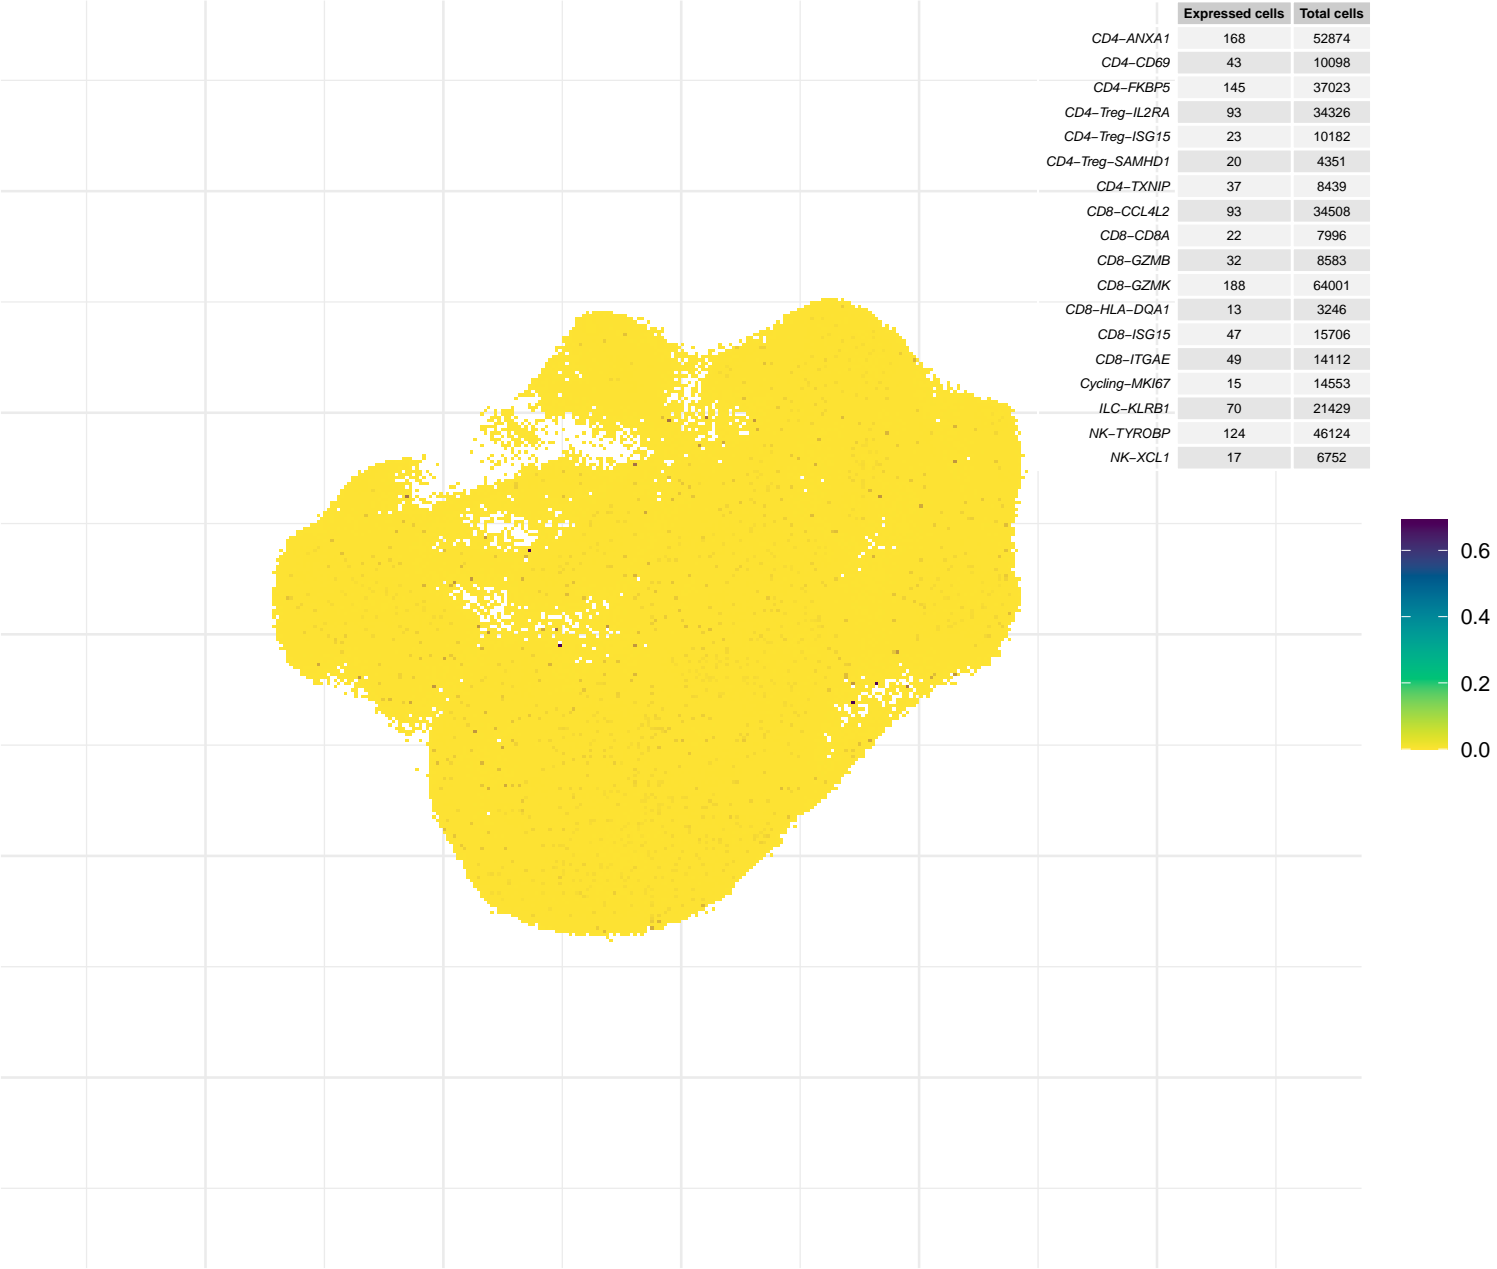 Expressed cells Total cells
CD4−ANXA1 168 52874
CD4−CD69 43 10098
CD4−FKBP5 145 37023
CD4−Treg−IL2RA 93 34326
CD4−Treg−ISG15 23 10182
CD4−Treg−SAMHD1 20 4351
CD4−TXNIP 37 8439
CD8−CCL4L2 93 34508
CD8−CD8A 22 7996
CD8−GZMB 32 8583
CD8−GZMK 188 64001
CD8−HLA−DQA1 13 3246
CD8−ISG15 47 15706
CD8−ITGAE 49 14112
Cycling−MKI67 15 14553
ILC−KLRB1 70 21429
NK−TYROBP 124 46124
NK−XCL1 17 6752
0.6
0.4
0.2
0.0